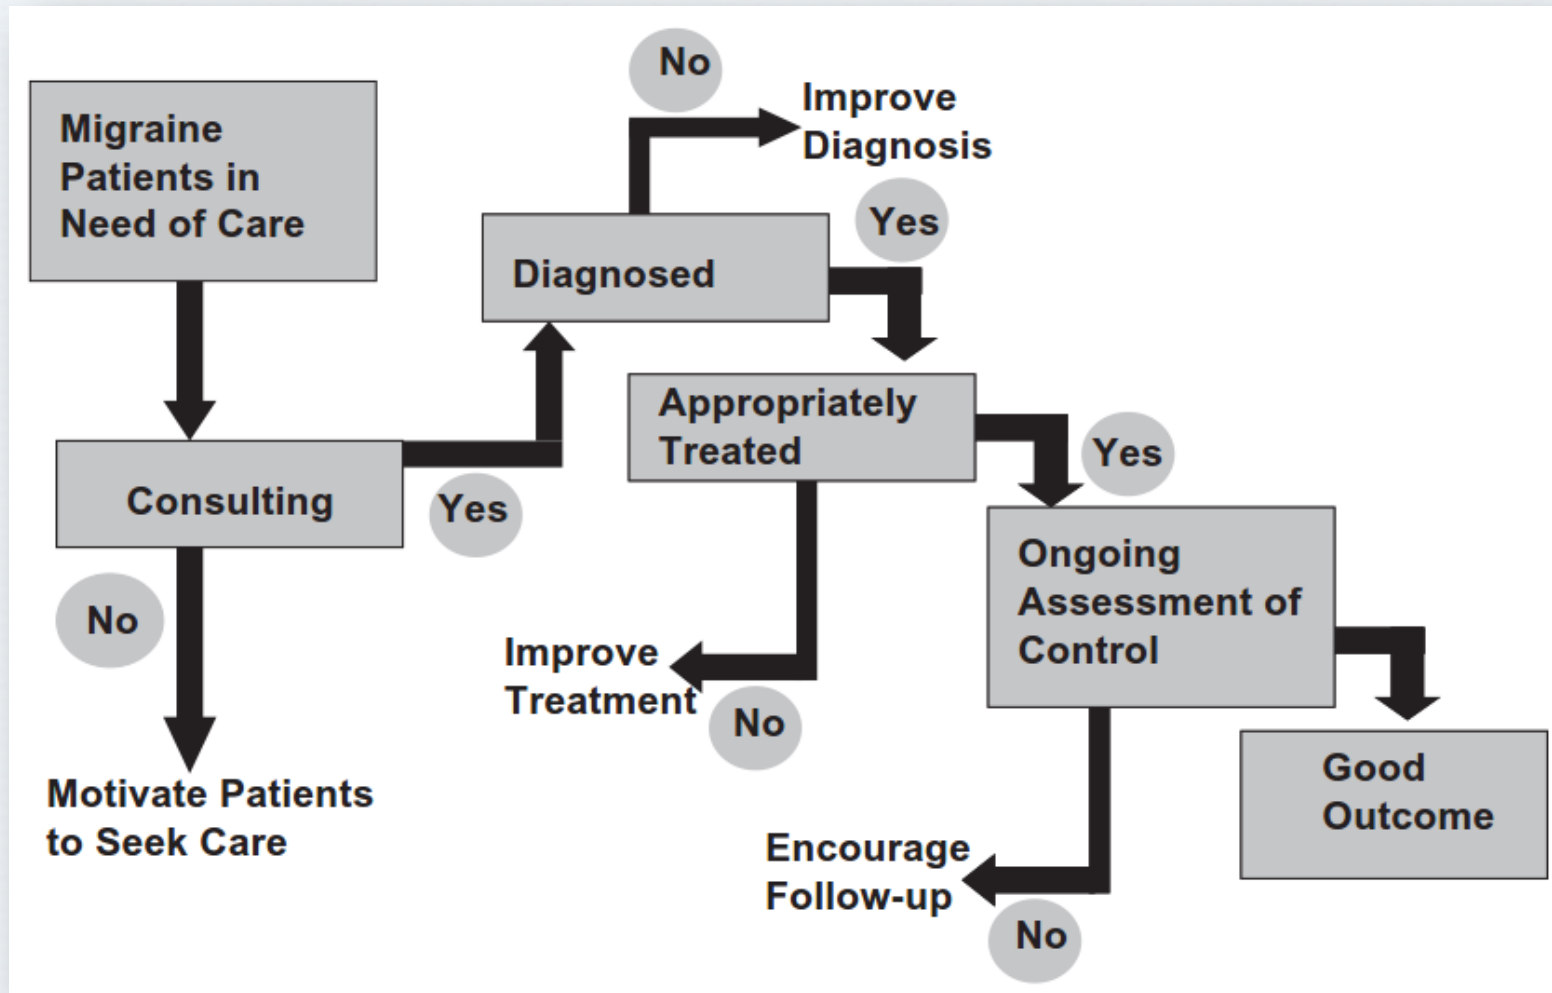 Migraine
Patients in
Need of Care
Consulting
No
Motivate Patients
to Seek Care
Yes
Diagnosed
No
Improve
Diagnosis
Yes
Appropriately
Treated
No
Improve
Treatment
Yes
Ongoing
Assessment of
Control
No
Encourage
Follow-up
Good
Outcome